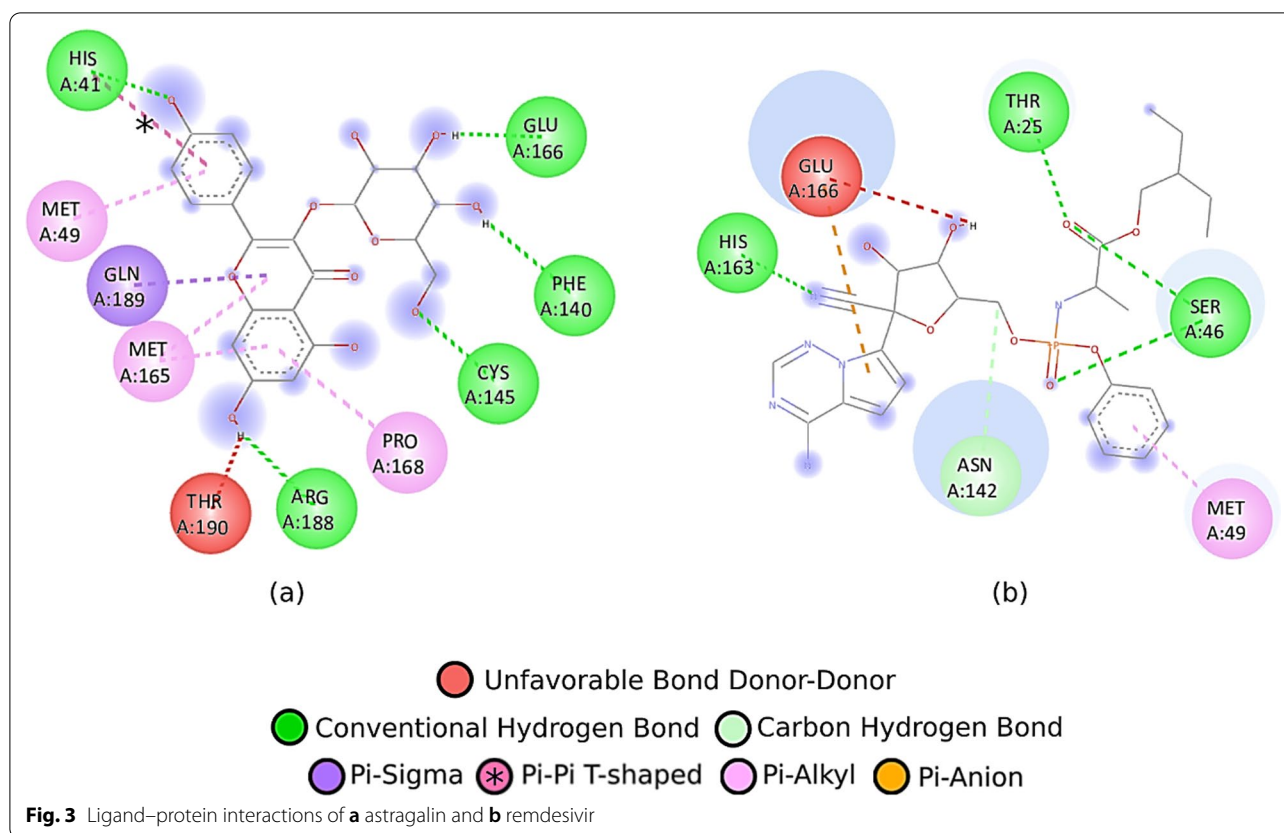 HIS
A:41
*
MET
A:49
GLN
A:189
MET
A:165
THR
A:190
ARG
A:188
PRO
A:168
CYS
A:145
PHE
A:140
GLU
A:166
O
O
O
O
O
O
O
O
O
O
O
H
H
H
(a)
GLU
A:166
HIS
A:163
THR
A:25
SER
A:46
ASN
A:142
MET
A:49
O
O
O
O
O
O
O
O
H
N
N
N
N
N
P
(b)
Unfavorable Bond Donor-Donor
Conventional Hydrogen Bond Carbon Hydrogen Bond
Pi-Sigma * Pi-Pi T-shaped Pi-Alkyl Pi-Anion
Fig. 3 Ligand–protein interactions of a astragalin and b remdesivir